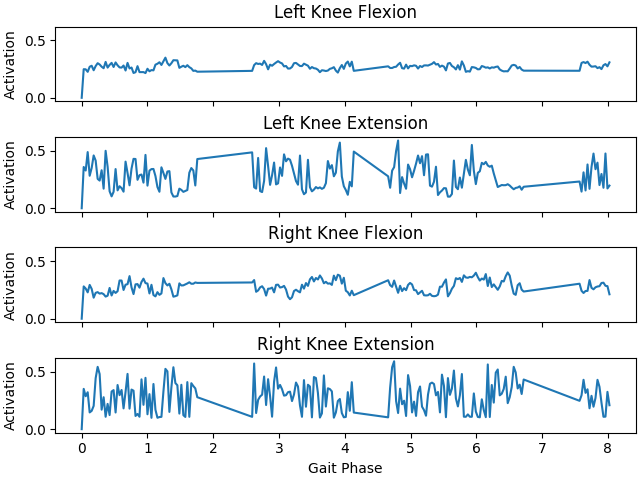 Left Knee Flexion
Activation
0.5
0.0
Left Knee Extension
Activation
0.5
0.0
Right Knee Flexion
Activation
0.5
0.0
Right Knee Extension
Activation
0.5
0.0
0 1 2 3 4 5 6 7 8
Gait Phase